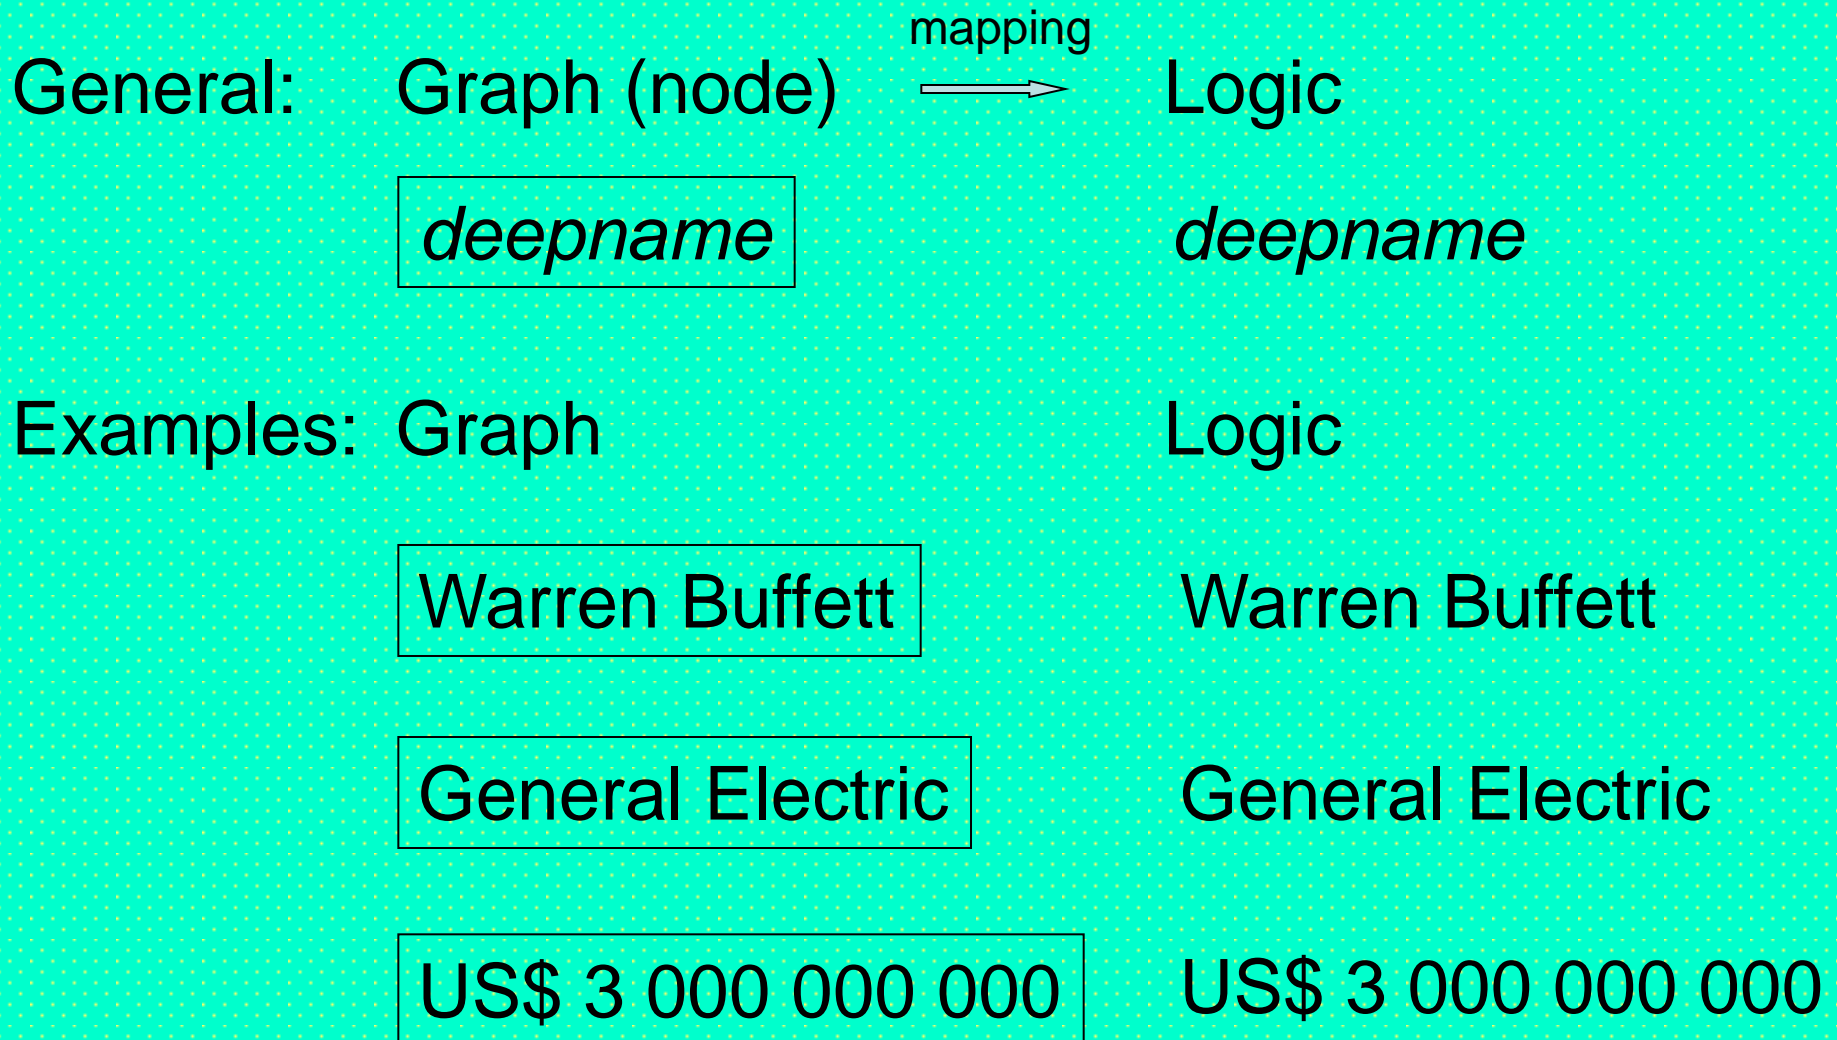 mapping
General: Graph (node) Logic
deepname deepname
Examples: Graph Logic
Warren Buffett Warren Buffett
General Electric General Electric
US$ 3 000 000 000 US$ 3 000 000 000